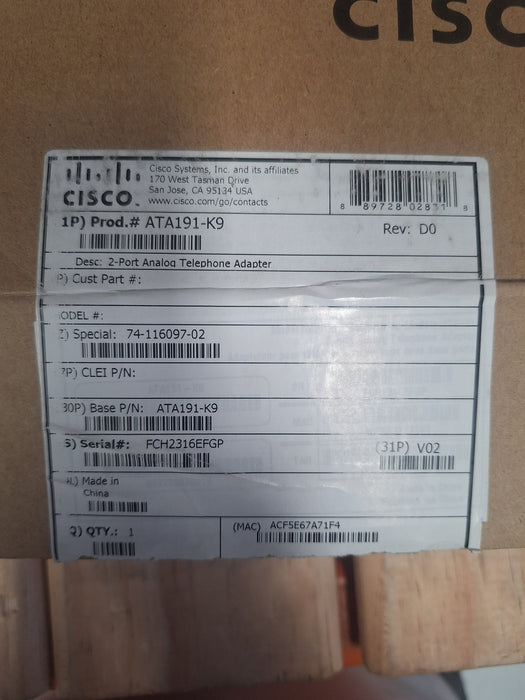 CISCO
Cisco Systems, Inc. and its affiliates
170 West Tasman Drive
San Jose, CA 95134 USA
www.cisco.com/go/contacts
CISCO
8 89728 02831 8
1P) Prod.# ATA191-K9
Rev: D0
Desc: 2-Port Analog Telephone Adapter
P) Cust Part #:
ODEL #:
Special: 74-116097-02
7P) CLEI P/N:
30P) Base P/N: ATA191-K9
S) Serial#: FCH2316EFGP
(31P) V02
L) Made in
China
Q) QTY.: 1
(MAC) ACF5E67A71F4